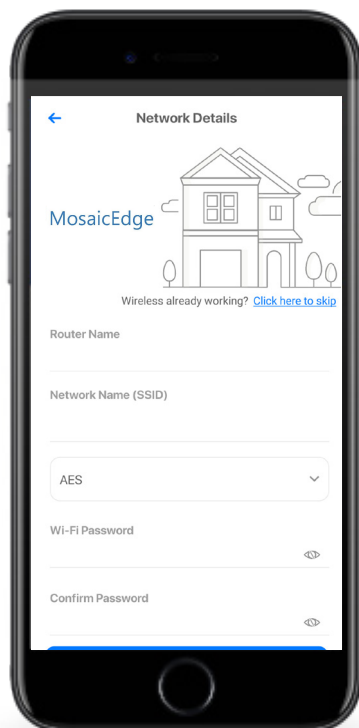 Network Details
MosaicEdge
Wireless already working? Click here to skip
Router Name
Network Name (SSID)
AES
Wi-Fi Password
Confirm Password